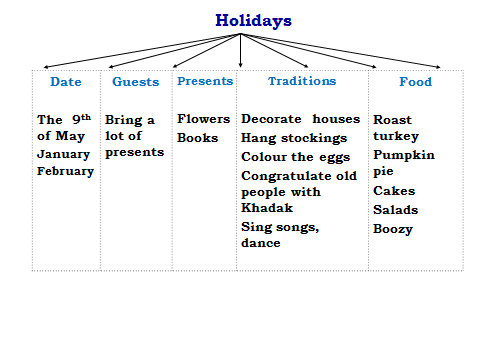 Holidays
Date
Guests
Presents
Traditions
Food
The 9th
of May
January
February
Bring a
lot of
presents
Flowers
Books
Decorate houses
Hang stockings
Colour the eggs
Congratulate old
people with
Khadak
Sing songs,
dance
Roast
turkey
Pumpkin
pie
Cakes
Salads
Boozy